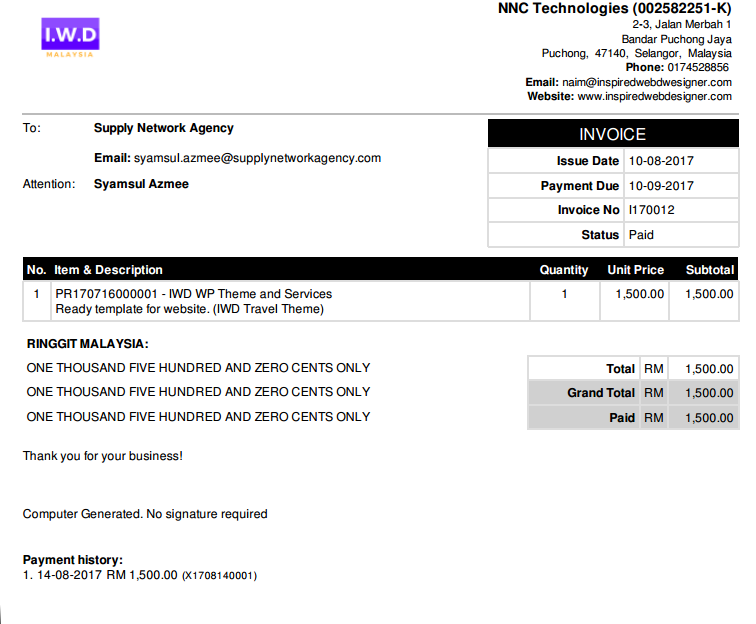 I.W.D
MALAYSIA
NNC Technologies (002582251-K)
2-3, Jalan Merbah 1
Bandar Puchong Jaya
Puchong, 47140, Selangor, Malaysia
Phone: 0174528856
Email: naim@inspiredwebdwesigner.com
Website: www.inspiredwebdesigner.com
To: Supply Network Agency
Email: syamsul.azmee@supplynetworkagency.com
Attention: Syamsul Azmee
INVOICE
Issue Date 10-08-2017
Payment Due 10-09-2017
Invoice No I170012
Status Paid
No. Item & Description Quantity Unit Price Subtotal
1 PR170716000001 - IWD WP Theme and Services 1 1,500.00 1,500.00
Ready template for website. (IWD Travel Theme)
RINGGIT MALAYSIA:
ONE THOUSAND FIVE HUNDRED AND ZERO CENTS ONLY Total RM 1,500.00
ONE THOUSAND FIVE HUNDRED AND ZERO CENTS ONLY Grand Total RM 1,500.00
ONE THOUSAND FIVE HUNDRED AND ZERO CENTS ONLY Paid RM 1,500.00
Thank you for your business!
Computer Generated. No signature required
Payment history:
1. 14-08-2017 RM 1,500.00 (X1708140001)